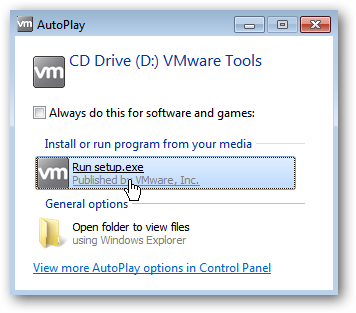 AutoPlay
vm CD Drive (D:) VMware Tools
Always do this for software and games:
Install or run program from your media
vm Run setup.exe
Published by VMware, Inc.
General options
Open folder to view files
using Windows Explorer
View more AutoPlay options in Control Panel